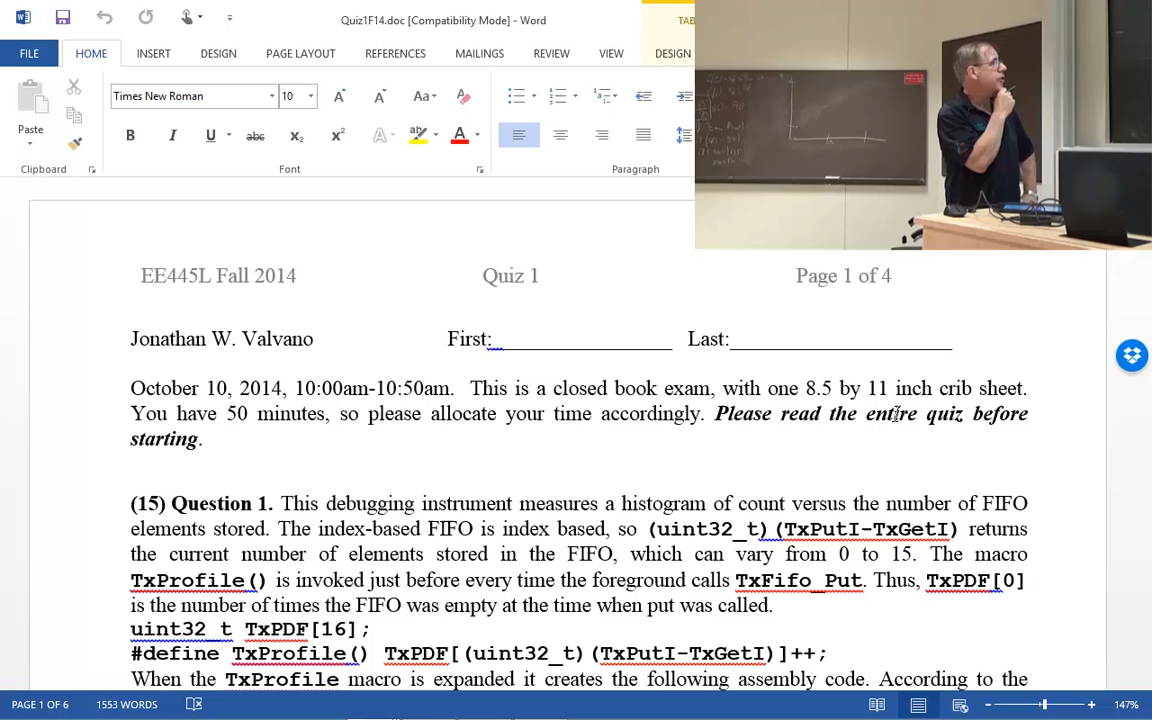 Quiz1F14.doc [Compatibility Mode] - Word
TAB
FILE HOME INSERT DESIGN PAGE LAYOUT REFERENCES MAILINGS REVIEW VIEW DESIGN
Times New Roman 10 Aa
Paste
B I U abc X₂ X² A A
Clipboard Font Paragraph
EE445L Fall 2014 Quiz 1 Page 1 of 4
Jonathan W. Valvano First:____________________ Last:____________________
October 10, 2014, 10:00am-10:50am. This is a closed book exam, with one 8.5 by 11 inch crib sheet.
You have 50 minutes, so please allocate your time accordingly. Please read the entire quiz before
starting.
(15) Question 1. This debugging instrument measures a histogram of count versus the number of FIFO
elements stored. The index-based FIFO is index based, so (uint32_t)(TxPutI-TxGetI) returns
the current number of elements stored in the FIFO, which can vary from 0 to 15. The macro
TxProfile() is invoked just before every time the foreground calls TxFifo_Put. Thus, TxPDF[0]
is the number of times the FIFO was empty at the time when put was called.
uint32_t TxPDF[16];
#define TxProfile() TxPDF[(uint32_t)(TxPutI-TxGetI)]++;
When the TxProfile macro is expanded it creates the following assembly code. According to the
PAGE 1 OF 6 1553 WORDS 147%